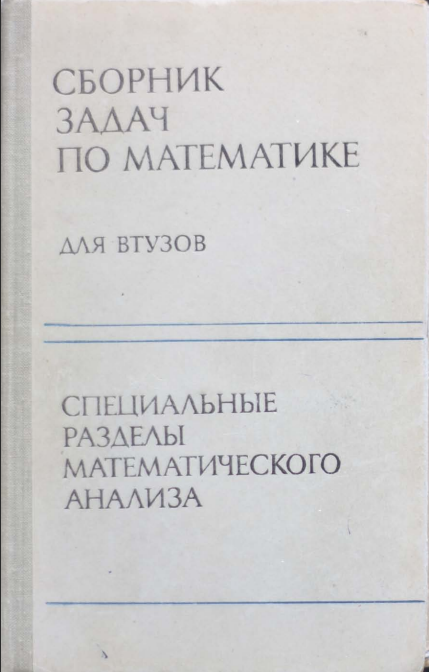 СБОРНИК
ЗАДАЧ
ПО МАТЕМАТИКЕ
ДЛЯ ВТУЗОВ
СПЕЦИАЛЬНЫЕ
РАЗДЕЛЫ
МАТЕМАТИЧЕСКОГО
АНАЛИЗА